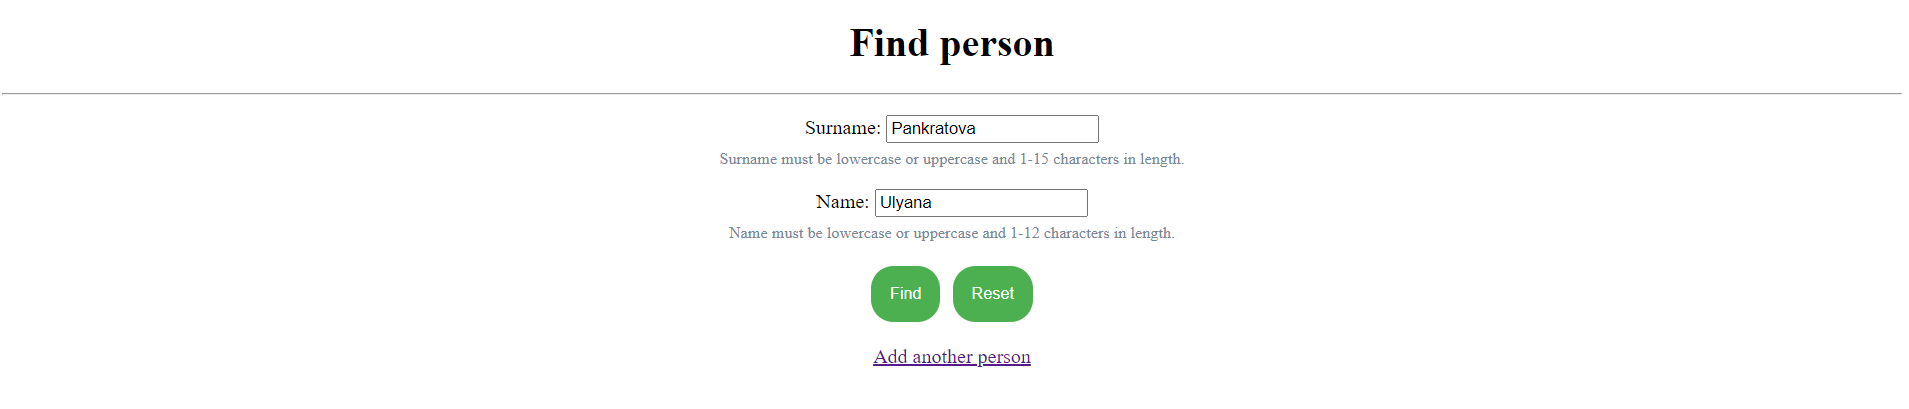 Find person
Surname: Pankratova
Surname must be lowercase or uppercase and 1-15 characters in length.
Name: Ulyana
Name must be lowercase or uppercase and 1-12 characters in length.
Find Reset
Add another person